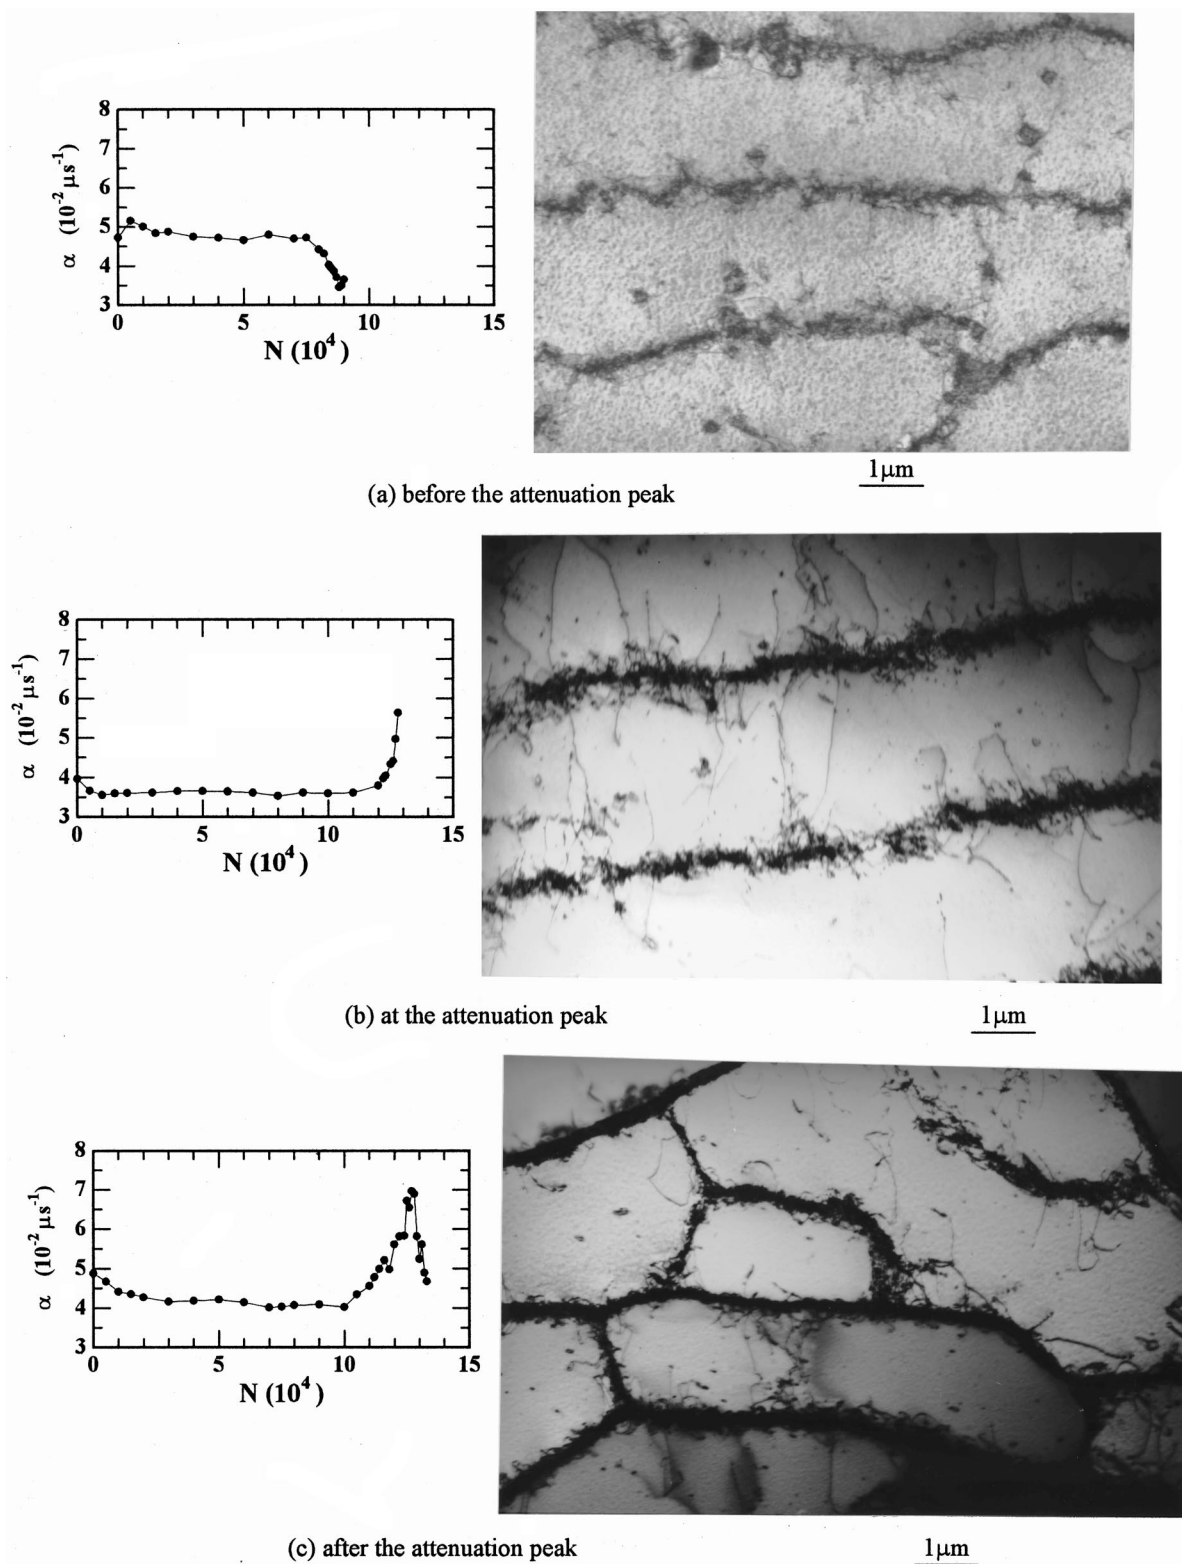 8
7
6
5
4
3
α (10⁻² μs⁻¹)
0 5 10 15
N (10⁴)
1μm
(a) before the attenuation peak
8
7
6
5
4
3
α (10⁻² μs⁻¹)
0 5 10 15
N (10⁴)
(b) at the attenuation peak
1μm
8
7
6
5
4
3
α (10⁻² μs⁻¹)
0 5 10 15
N (10⁴)
(c) after the attenuation peak
1μm